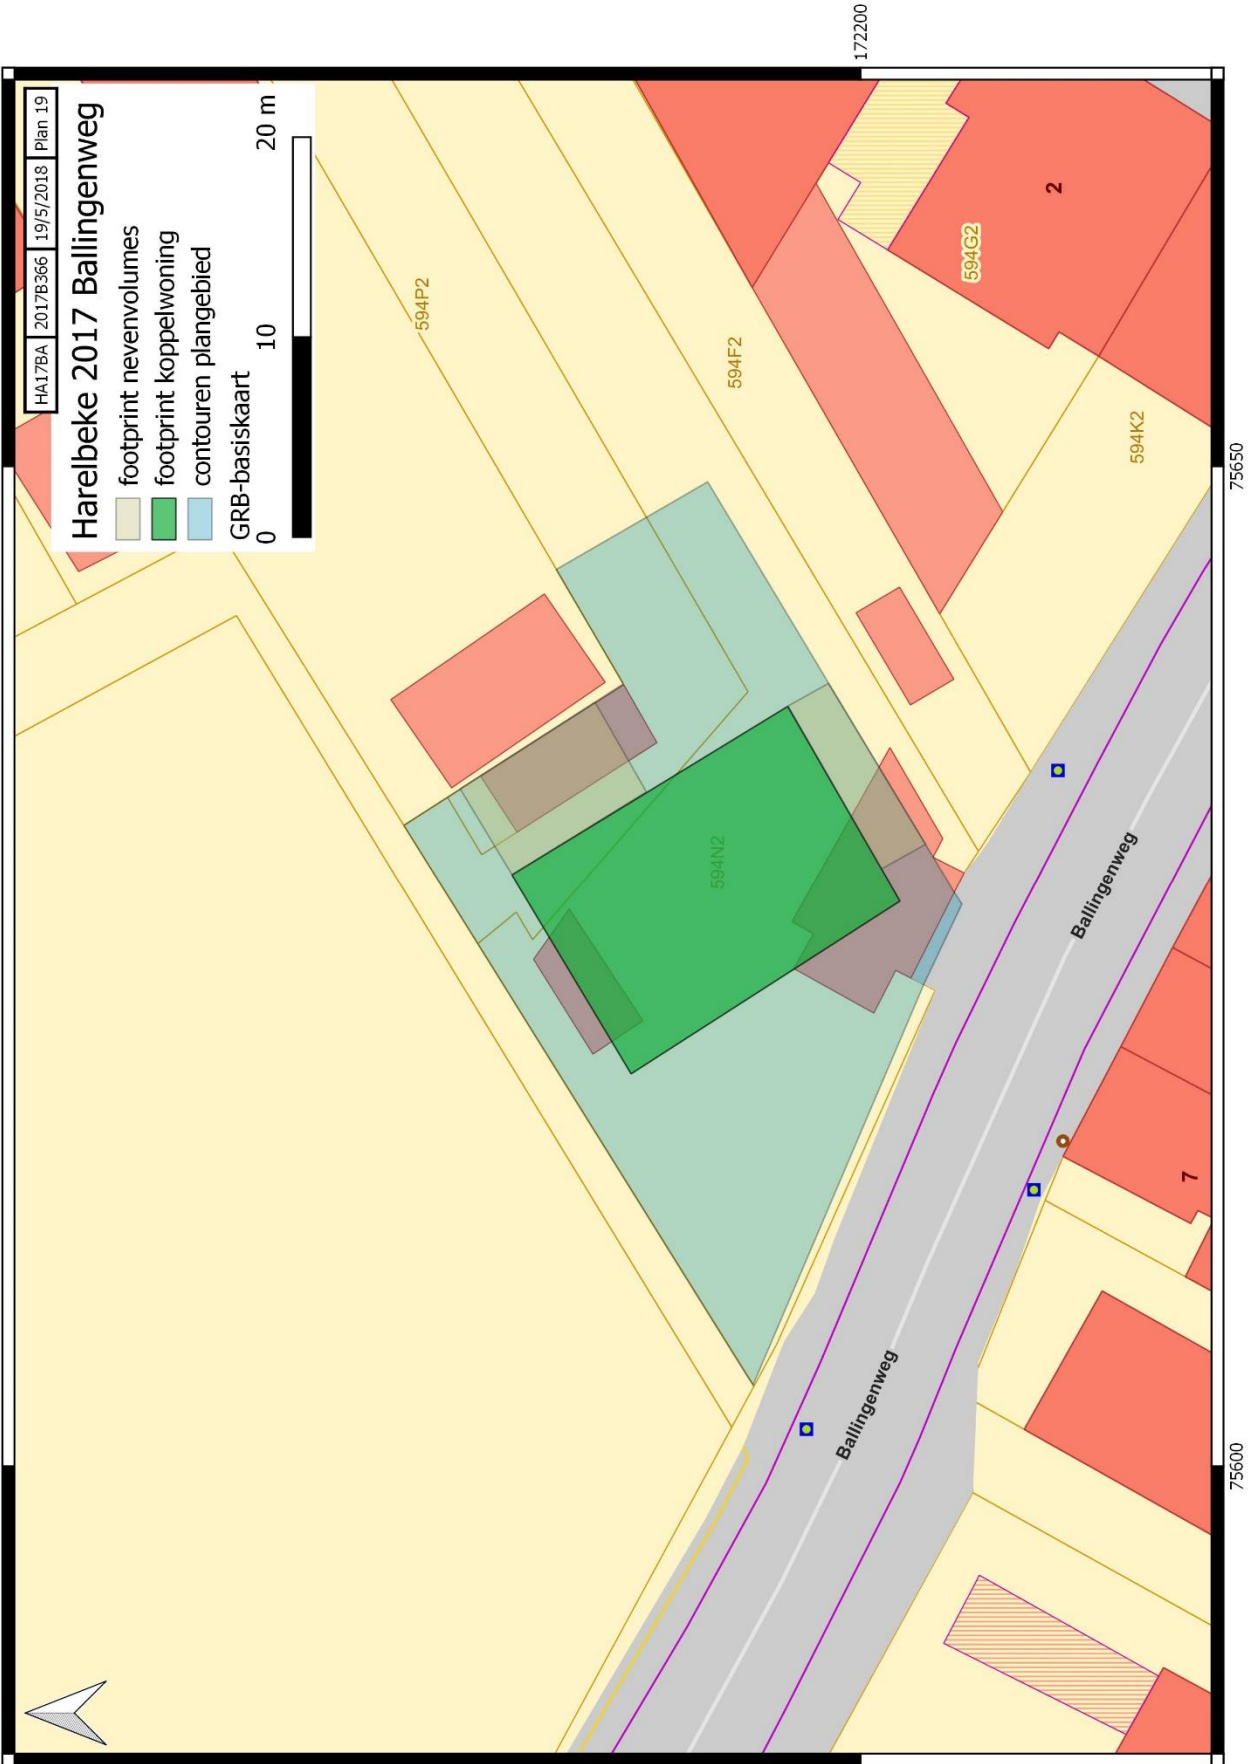 HA17BA 2017B366 19/5/2018 Plan 19
Harelbeke 2017 Ballingenweg
footprint nevenvolumes
footprint koppelwoning
contouren plangebied
GRB-basiskaart
0 10 20 m
172200
594P2
594F2
594G2
2
594K2
594N2
Ballingenweg
Ballingenweg
7
75600
75650